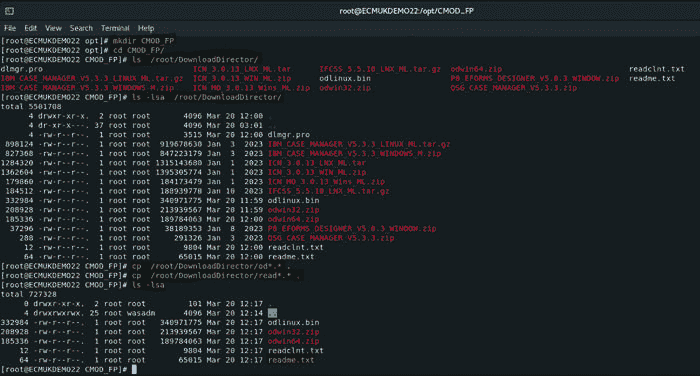 root@ECMUKDEMO22:/opt/CMOD_FP
File Edit View Search Terminal Help
[root@ECMUKDEMO22 opt]# mkdir CMOD_FP
[root@ECMUKDEMO22 opt]# cd CMOD_FP/
[root@ECMUKDEMO22 CMOD_FP]# ls /root/DownloadDirector/
dlmgr.pro ICN_3.0.13_LNX_ML.tar IFCSS_5.5.10_LNX_ML.tar.gz odwin64.zip readclnt.txt
IBM_CASE_MANAGER_V5.3.3_LINUX_ML.tar.gz ICN_3.0.13_WIN_ML.zip odlinux.bin P8_EFORMS_DESIGNER_V5.0.3_WINDOW.zip readme.txt
IBM_CASE_MANAGER_V5.3.3_WINDOWS-M.zip ICN_MO_3.0.13_Wins_ML.zip odwin32.zip QSG_CASE_MANAGER_V5.3.3.zip
[root@ECMUKDEMO22 CMOD_FP]# ls -lsa /root/DownloadDirector/
total 5501708
4 drwxr-xr-x. 2 root root 4096 Mar 20 12:00 .
4 dr-xr-x---. 37 root root 4096 Mar 20 03:01 ..
4 -rw-r--r--. 1 root root 3515 Mar 20 12:00 dlmgr.pro
898124 -rw-r--r--. 1 root root 919678630 Jan 3 2023 IBM_CASE_MANAGER_V5.3.3_LINUX_ML.tar.gz
827368 -rw-r--r--. 1 root root 847223179 Jan 3 2023 IBM_CASE_MANAGER_V5.3.3_WINDOWS-M.zip
1284320 -rw-r--r--. 1 root root 1315143680 Jan 3 2023 ICN_3.0.13_LNX_ML.tar
1362604 -rw-r--r--. 1 root root 1395305774 Jan 1 2023 ICN_3.0.13_WIN_ML.zip
179860 -rw-r--r--. 1 root root 184173479 Jan 1 2023 ICN_MO_3.0.13_Wins_ML.zip
184512 -rw-r--r--. 1 root root 188939778 Jan 10 2023 IFCSS_5.5.10_LNX_ML.tar.gz
332984 -rw-r--r--. 1 root root 340971775 Mar 20 11:59 odlinux.bin
208928 -rw-r--r--. 1 root root 213939567 Mar 20 11:59 odwin32.zip
185336 -rw-r--r--. 1 root root 189784063 Mar 20 12:00 odwin64.zip
37296 -rw-r--r--. 1 root root 38189353 Jan 8 2023 P8_EFORMS_DESIGNER_V5.0.3_WINDOW.zip
288 -rw-r--r--. 1 root root 291326 Jan 3 2023 QSG_CASE_MANAGER_V5.3.3.zip
12 -rw-r--r--. 1 root root 9804 Mar 20 12:00 readclnt.txt
64 -rw-r--r--. 1 root root 65015 Mar 20 12:00 readme.txt
[root@ECMUKDEMO22 CMOD_FP]# cp /root/DownloadDirector/od*.* .
[root@ECMUKDEMO22 CMOD_FP]# cp /root/DownloadDirector/read*.* .
[root@ECMUKDEMO22 CMOD_FP]# ls -lsa
total 727328
0 drwxr-xr-x. 2 root root 101 Mar 20 12:17 .
4 drwxrwxrwx. 25 root wasadm 4096 Mar 20 12:14 ..
332984 -rw-r--r--. 1 root root 340971775 Mar 20 12:17 odlinux.bin
208928 -rw-r--r--. 1 root root 213939567 Mar 20 12:17 odwin32.zip
185336 -rw-r--r--. 1 root root 189784063 Mar 20 12:17 odwin64.zip
12 -rw-r--r--. 1 root root 9804 Mar 20 12:17 readclnt.txt
64 -rw-r--r--. 1 root root 65015 Mar 20 12:17 readme.txt
[root@ECMUKDEMO22 CMOD_FP]#